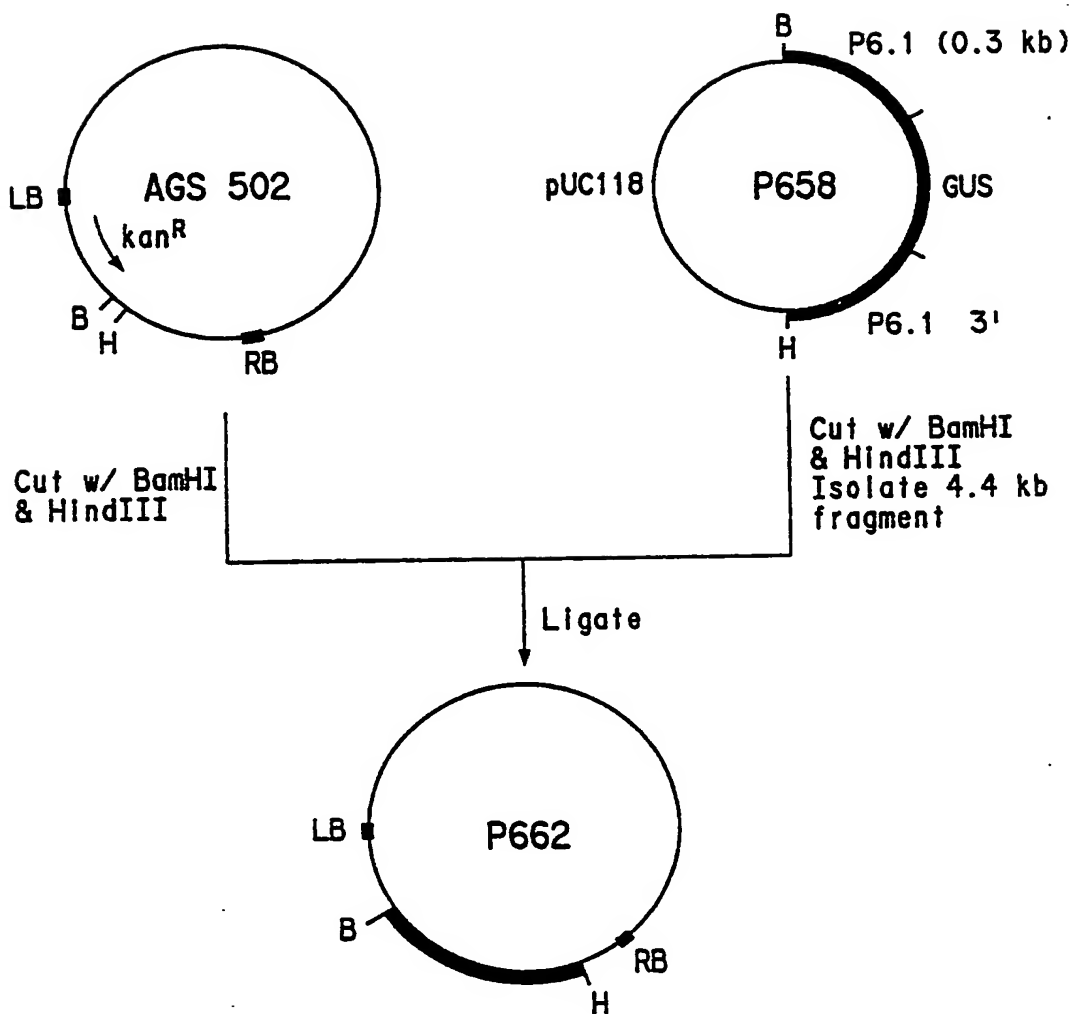 B
P6.1 (0.3 kb)
AGS 502
LB
kanR
B
H
RB
pUC118
P658
GUS
P6.1 3'
H
Cut w/ BamHI
& HindIII
Cut w/ BamHI
& HindIII
Isolate 4.4 kb
fragment
Ligate
LB
P662
B
RB
H